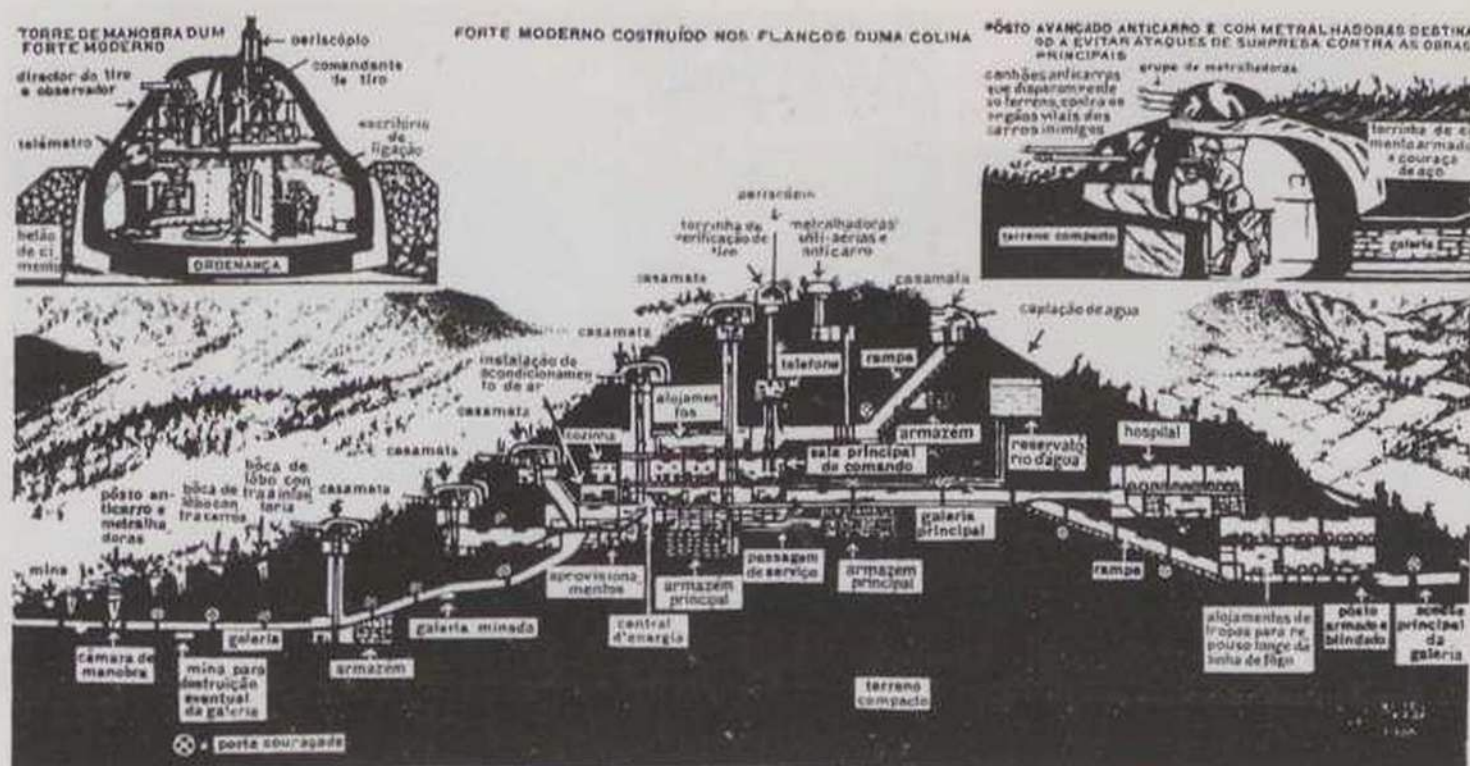 TORRE DE MANOBRA DUM
FORTE MODERNO
periscópio
director do tiro
e observador
comandante
de tiro
telémetro
escritório
de
ligação
betão
de ci
mento
ORDENANÇA
FORTE MODERNO COSTRUÍDO NOS FLANCOS DUMA COLINA
PÔSTO AVANÇADO ANTICARRO E COM METRALHADORAS DESTINA
DO A EVITAR ATAQUES DE SURPRESA CONTRA AS OBRAS
PRINCIPAIS
canhões anticarros
que disparam rente
ao terreno, contra os
orgãos vitais dos
carros inimigos
grupo de metralhadoras
torrinha de ci
mento armado
e couraça
de aço
terreno compacto
galeria
periscópio
torrinha de
verificação de
tiro
metralhadoras
anti-aérias e
anticarro
casamata
casamata
captação de agua
casamata
instalação de
acondicionamen
to de ar
telefone
rampa
casamata
alojamen
tos
cozinha
armazem
sala principal
de comando
reservató
rio d'água
hospital
casamata
bôca de
lôbo con
tra a infan
taria
casamata
pôsto an-
ticarro e
metralha
doras
bôca de
lôbo con
tra carros
mina
galeria
principal
passagem
de serviço
armazem
principal
armazem
principal
aprovisiona
mentos
central
d'energia
rampa
câmara de
manobra
galeria
galeria minada
mina para
destruição
eventual
da galeria
armazem
alojamentos de
tropas para re
pouso longe da
linha de fôgo
pôsto
armado e
blindado
acesso
principal
da
galeria
terreno
compacto
⊗ = porta couraçada